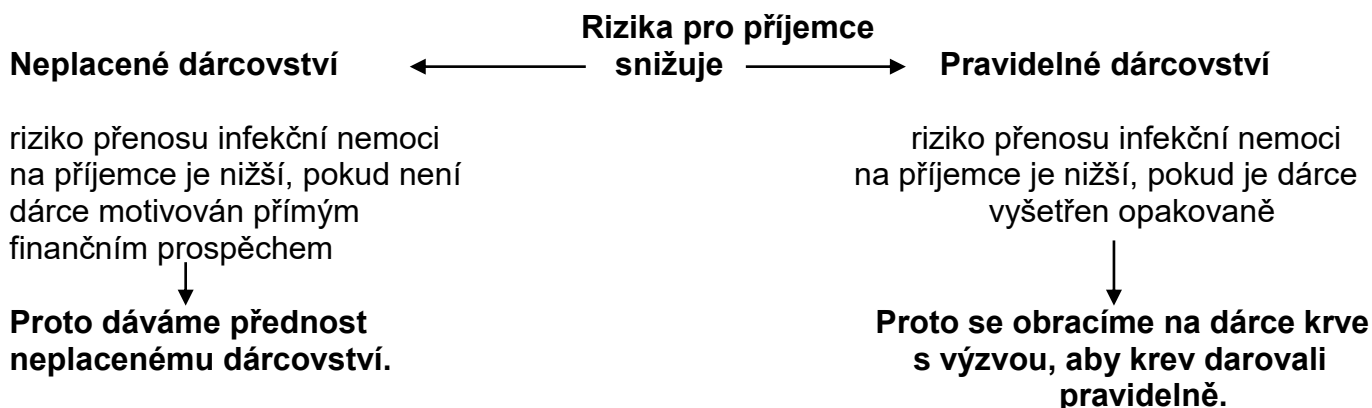 Rizika pro příjemce
Neplacené dárcovství snižuje Pravidelné dárcovství
riziko přenosu infekční nemoci
na příjemce je nižší, pokud není
dárce motivován přímým
finančním prospěchem
Proto dáváme přednost
neplacenému dárcovství.
riziko přenosu infekční nemoci
na příjemce je nižší, pokud je dárce
vyšetřen opakovaně
Proto se obracíme na dárce krve
s výzvou, aby krev darovali
pravidelně.